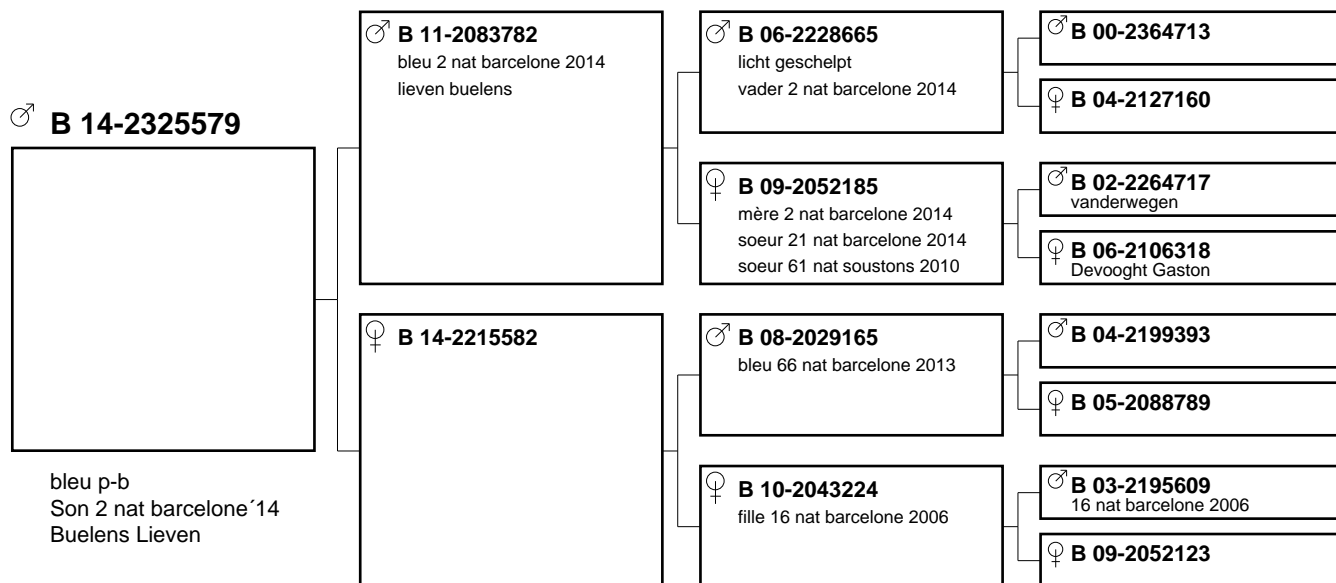 B 14-2325579
bleu p-b
Son 2 nat barcelone´14
Buelens Lieven
B 11-2083782
bleu 2 nat barcelone 2014
lieven buelens
B 14-2215582
B 06-2228665
licht geschelpt
vader 2 nat barcelone 2014
B 09-2052185
mère 2 nat barcelone 2014
soeur 21 nat barcelone 2014
soeur 61 nat soustons 2010
B 08-2029165
bleu 66 nat barcelone 2013
B 10-2043224
fille 16 nat barcelone 2006
B 00-2364713
B 04-2127160
B 02-2264717
vanderwegen
B 06-2106318
Devooght Gaston
B 04-2199393
B 05-2088789
B 03-2195609
16 nat barcelone 2006
B 09-2052123